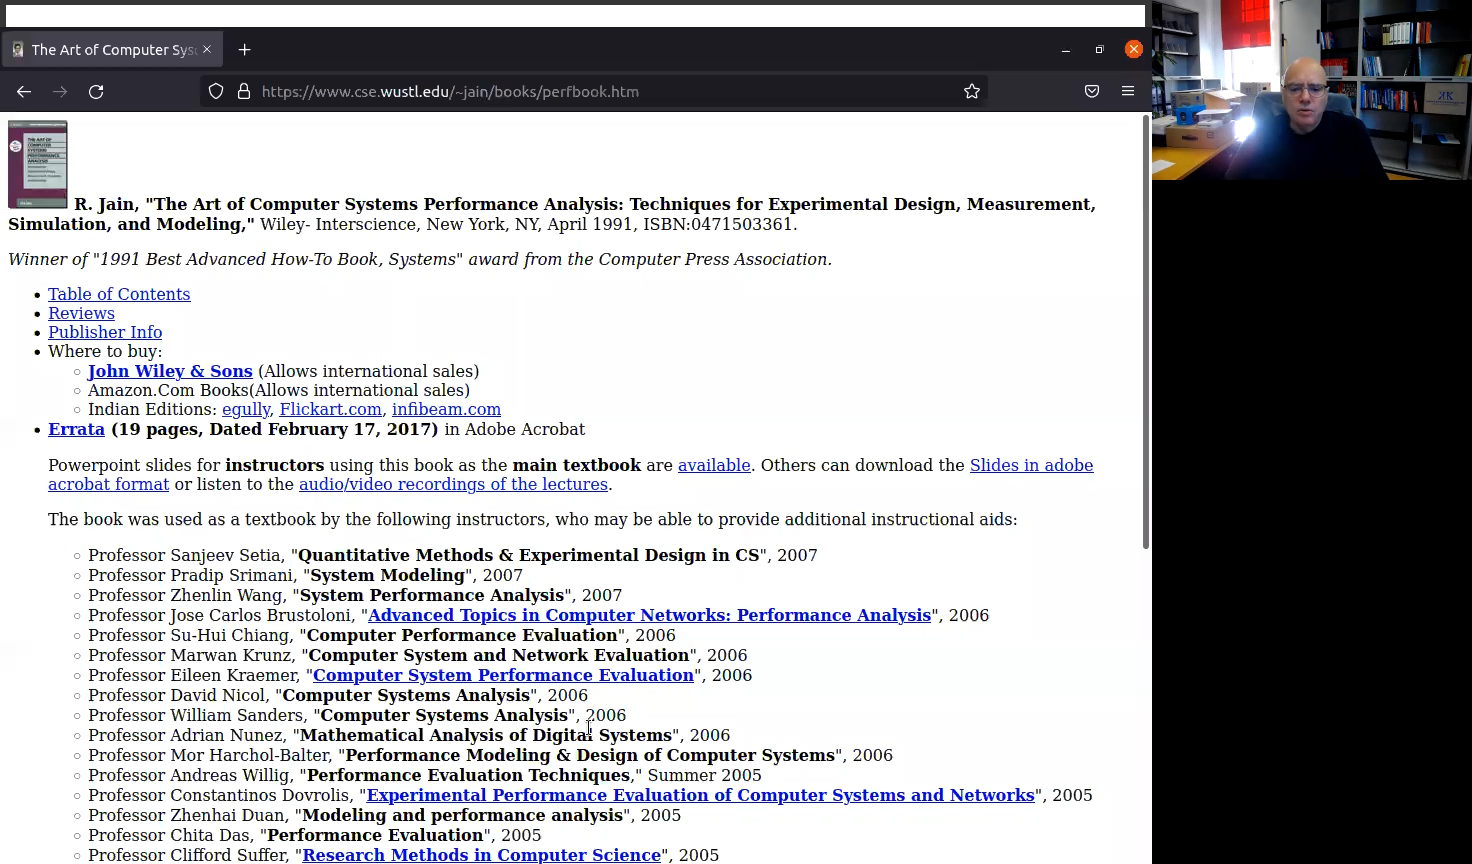 The Art of Computer Sys
https://www.cse.wustl.edu/~jain/books/perfbook.htm
THE ART OF
COMPUTER
SYSTEMS
PERFORMANCE
ANALYSIS
R. Jain, "The Art of Computer Systems Performance Analysis: Techniques for Experimental Design, Measurement,
Simulation, and Modeling," Wiley- Interscience, New York, NY, April 1991, ISBN:0471503361.
Winner of "1991 Best Advanced How-To Book, Systems" award from the Computer Press Association.
Table of Contents
Reviews
Publisher Info
Where to buy:
John Wiley & Sons (Allows international sales)
Amazon.Com Books(Allows international sales)
Indian Editions: egully, Flickart.com, infibeam.com
Errata (19 pages, Dated February 17, 2017) in Adobe Acrobat
Powerpoint slides for instructors using this book as the main textbook are available. Others can download the Slides in adobe
acrobat format or listen to the audio/video recordings of the lectures.
The book was used as a textbook by the following instructors, who may be able to provide additional instructional aids:
Professor Sanjeev Setia, "Quantitative Methods & Experimental Design in CS", 2007
Professor Pradip Srimani, "System Modeling", 2007
Professor Zhenlin Wang, "System Performance Analysis", 2007
Professor Jose Carlos Brustoloni, "Advanced Topics in Computer Networks: Performance Analysis", 2006
Professor Su-Hui Chiang, "Computer Performance Evaluation", 2006
Professor Marwan Krunz, "Computer System and Network Evaluation", 2006
Professor Eileen Kraemer, "Computer System Performance Evaluation", 2006
Professor David Nicol, "Computer Systems Analysis", 2006
Professor William Sanders, "Computer Systems Analysis", 2006
Professor Adrian Nunez, "Mathematical Analysis of Digital Systems", 2006
Professor Mor Harchol-Balter, "Performance Modeling & Design of Computer Systems", 2006
Professor Andreas Willig, "Performance Evaluation Techniques," Summer 2005
Professor Constantinos Dovrolis, "Experimental Performance Evaluation of Computer Systems and Networks", 2005
Professor Zhenhai Duan, "Modeling and performance analysis", 2005
Professor Chita Das, "Performance Evaluation", 2005
Professor Clifford Suffer, "Research Methods in Computer Science", 2005